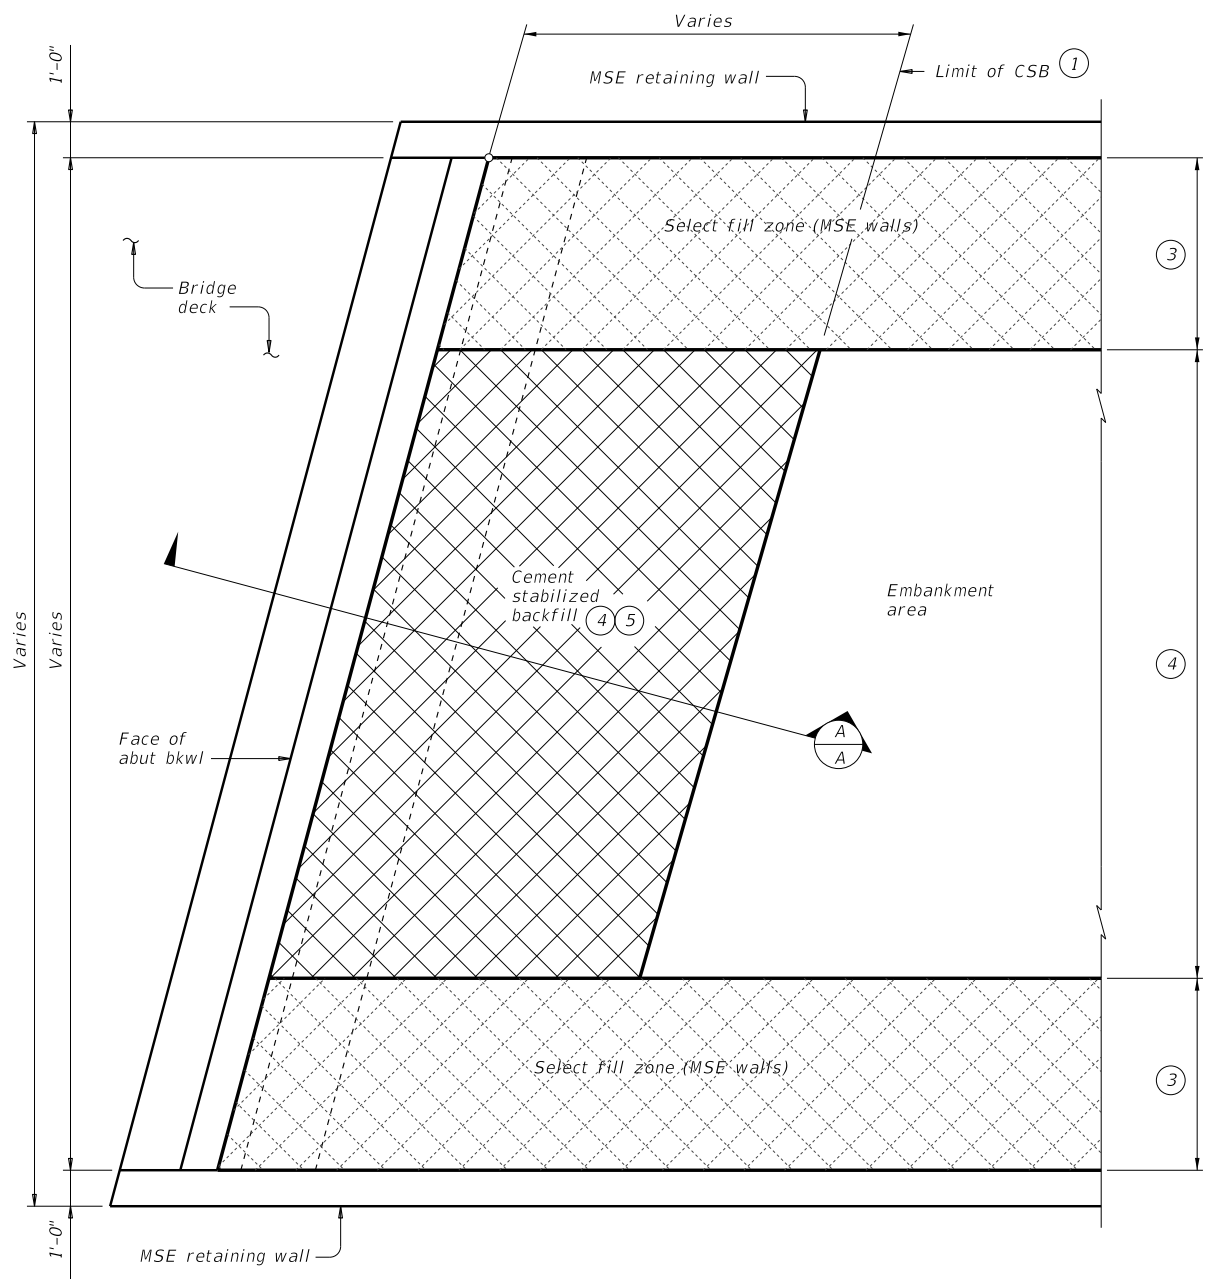 Varies
1'-0"
Limit of CSB 1
MSE retaining wall
Select fill zone (MSE walls)
3
Bridge
deck
Cement
stabilized
backfill 4 5
Embankment
area
Varies
Varies
4
Face of
abut bkwl
A
A
Select fill zone (MSE walls)
3
1'-0"
MSE retaining wall